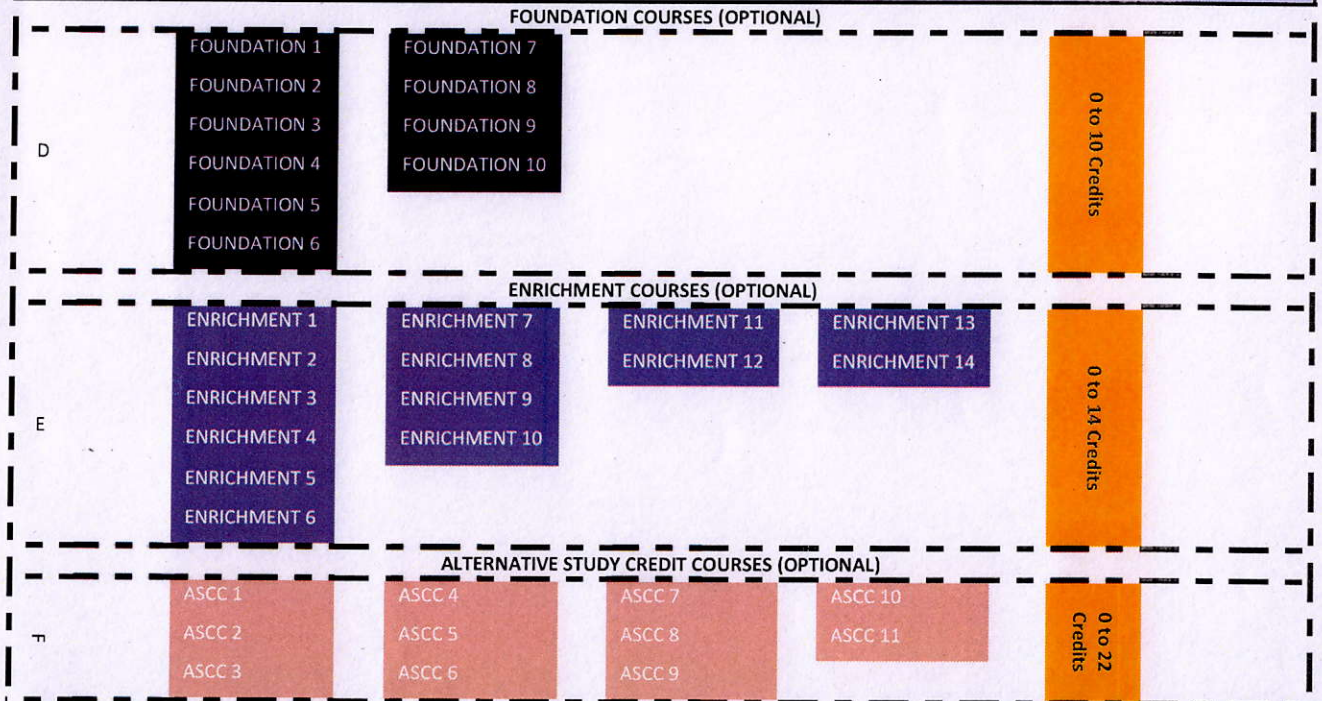 FOUNDATION COURSES (OPTIONAL)
D
FOUNDATION 1
FOUNDATION 2
FOUNDATION 3
FOUNDATION 4
FOUNDATION 5
FOUNDATION 6
FOUNDATION 7
FOUNDATION 8
FOUNDATION 9
FOUNDATION 10
0 to 10 Credits
ENRICHMENT COURSES (OPTIONAL)
E
ENRICHMENT 1
ENRICHMENT 2
ENRICHMENT 3
ENRICHMENT 4
ENRICHMENT 5
ENRICHMENT 6
ENRICHMENT 7
ENRICHMENT 8
ENRICHMENT 9
ENRICHMENT 10
ENRICHMENT 11
ENRICHMENT 12
ENRICHMENT 13
ENRICHMENT 14
0 to 14 Credits
ALTERNATIVE STUDY CREDIT COURSES (OPTIONAL)
F
ASCC 1
ASCC 2
ASCC 3
ASCC 4
ASCC 5
ASCC 6
ASCC 7
ASCC 8
ASCC 9
ASCC 10
ASCC 11
0 to 22
Credits